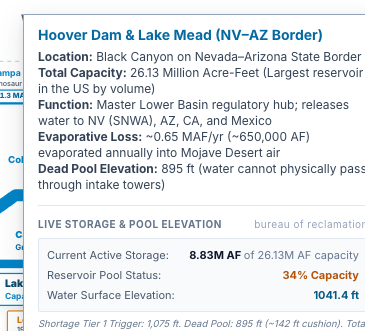 Hoover Dam & Lake Mead (NV–AZ Border)
Location: Black Canyon on Nevada–Arizona State Border
Total Capacity: 26.13 Million Acre-Feet (Largest reservoir
in the US by volume)
Function: Master Lower Basin regulatory hub; releases
water to NV (SNWA), AZ, CA, and Mexico
Evaporative Loss: ~0.65 MAF/yr (~650,000 AF)
evaporated annually into Mojave Desert air
Dead Pool Elevation: 895 ft (water cannot physically pass
through intake towers)
LIVE STORAGE & POOL ELEVATION bureau of reclamation
Current Active Storage: 8.83M AF of 26.13M AF capacity
Reservoir Pool Status: 34% Capacity
Water Surface Elevation: 1041.4 ft
Shortage Tier 1 Trigger: 1,075 ft. Dead Pool: 895 ft (~142 ft cushion). Tota